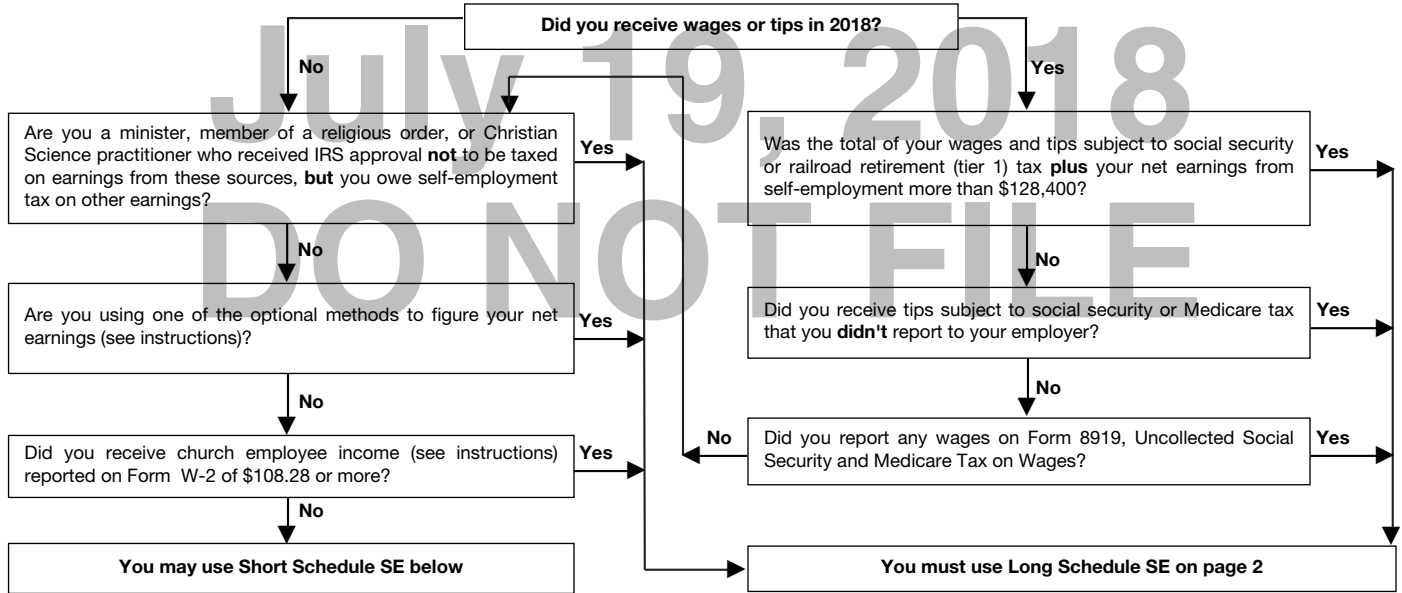 Did you receive wages or tips in 2018?
July 19, 2018
DO NOT FILE
No
Yes
Are you a minister, member of a religious order, or Christian
Science practitioner who received IRS approval not to be taxed
on earnings from these sources, but you owe self-employment
tax on other earnings?
Yes
Was the total of your wages and tips subject to social security
or railroad retirement (tier 1) tax plus your net earnings from
self-employment more than $128,400?
Yes
No
No
Are you using one of the optional methods to figure your net
earnings (see instructions)?
Yes
Did you receive tips subject to social security or Medicare tax
that you didn't report to your employer?
Yes
No
No
Did you receive church employee income (see instructions)
reported on Form W-2 of $108.28 or more?
Yes
No
Did you report any wages on Form 8919, Uncollected Social
Security and Medicare Tax on Wages?
Yes
No
You may use Short Schedule SE below
You must use Long Schedule SE on page 2